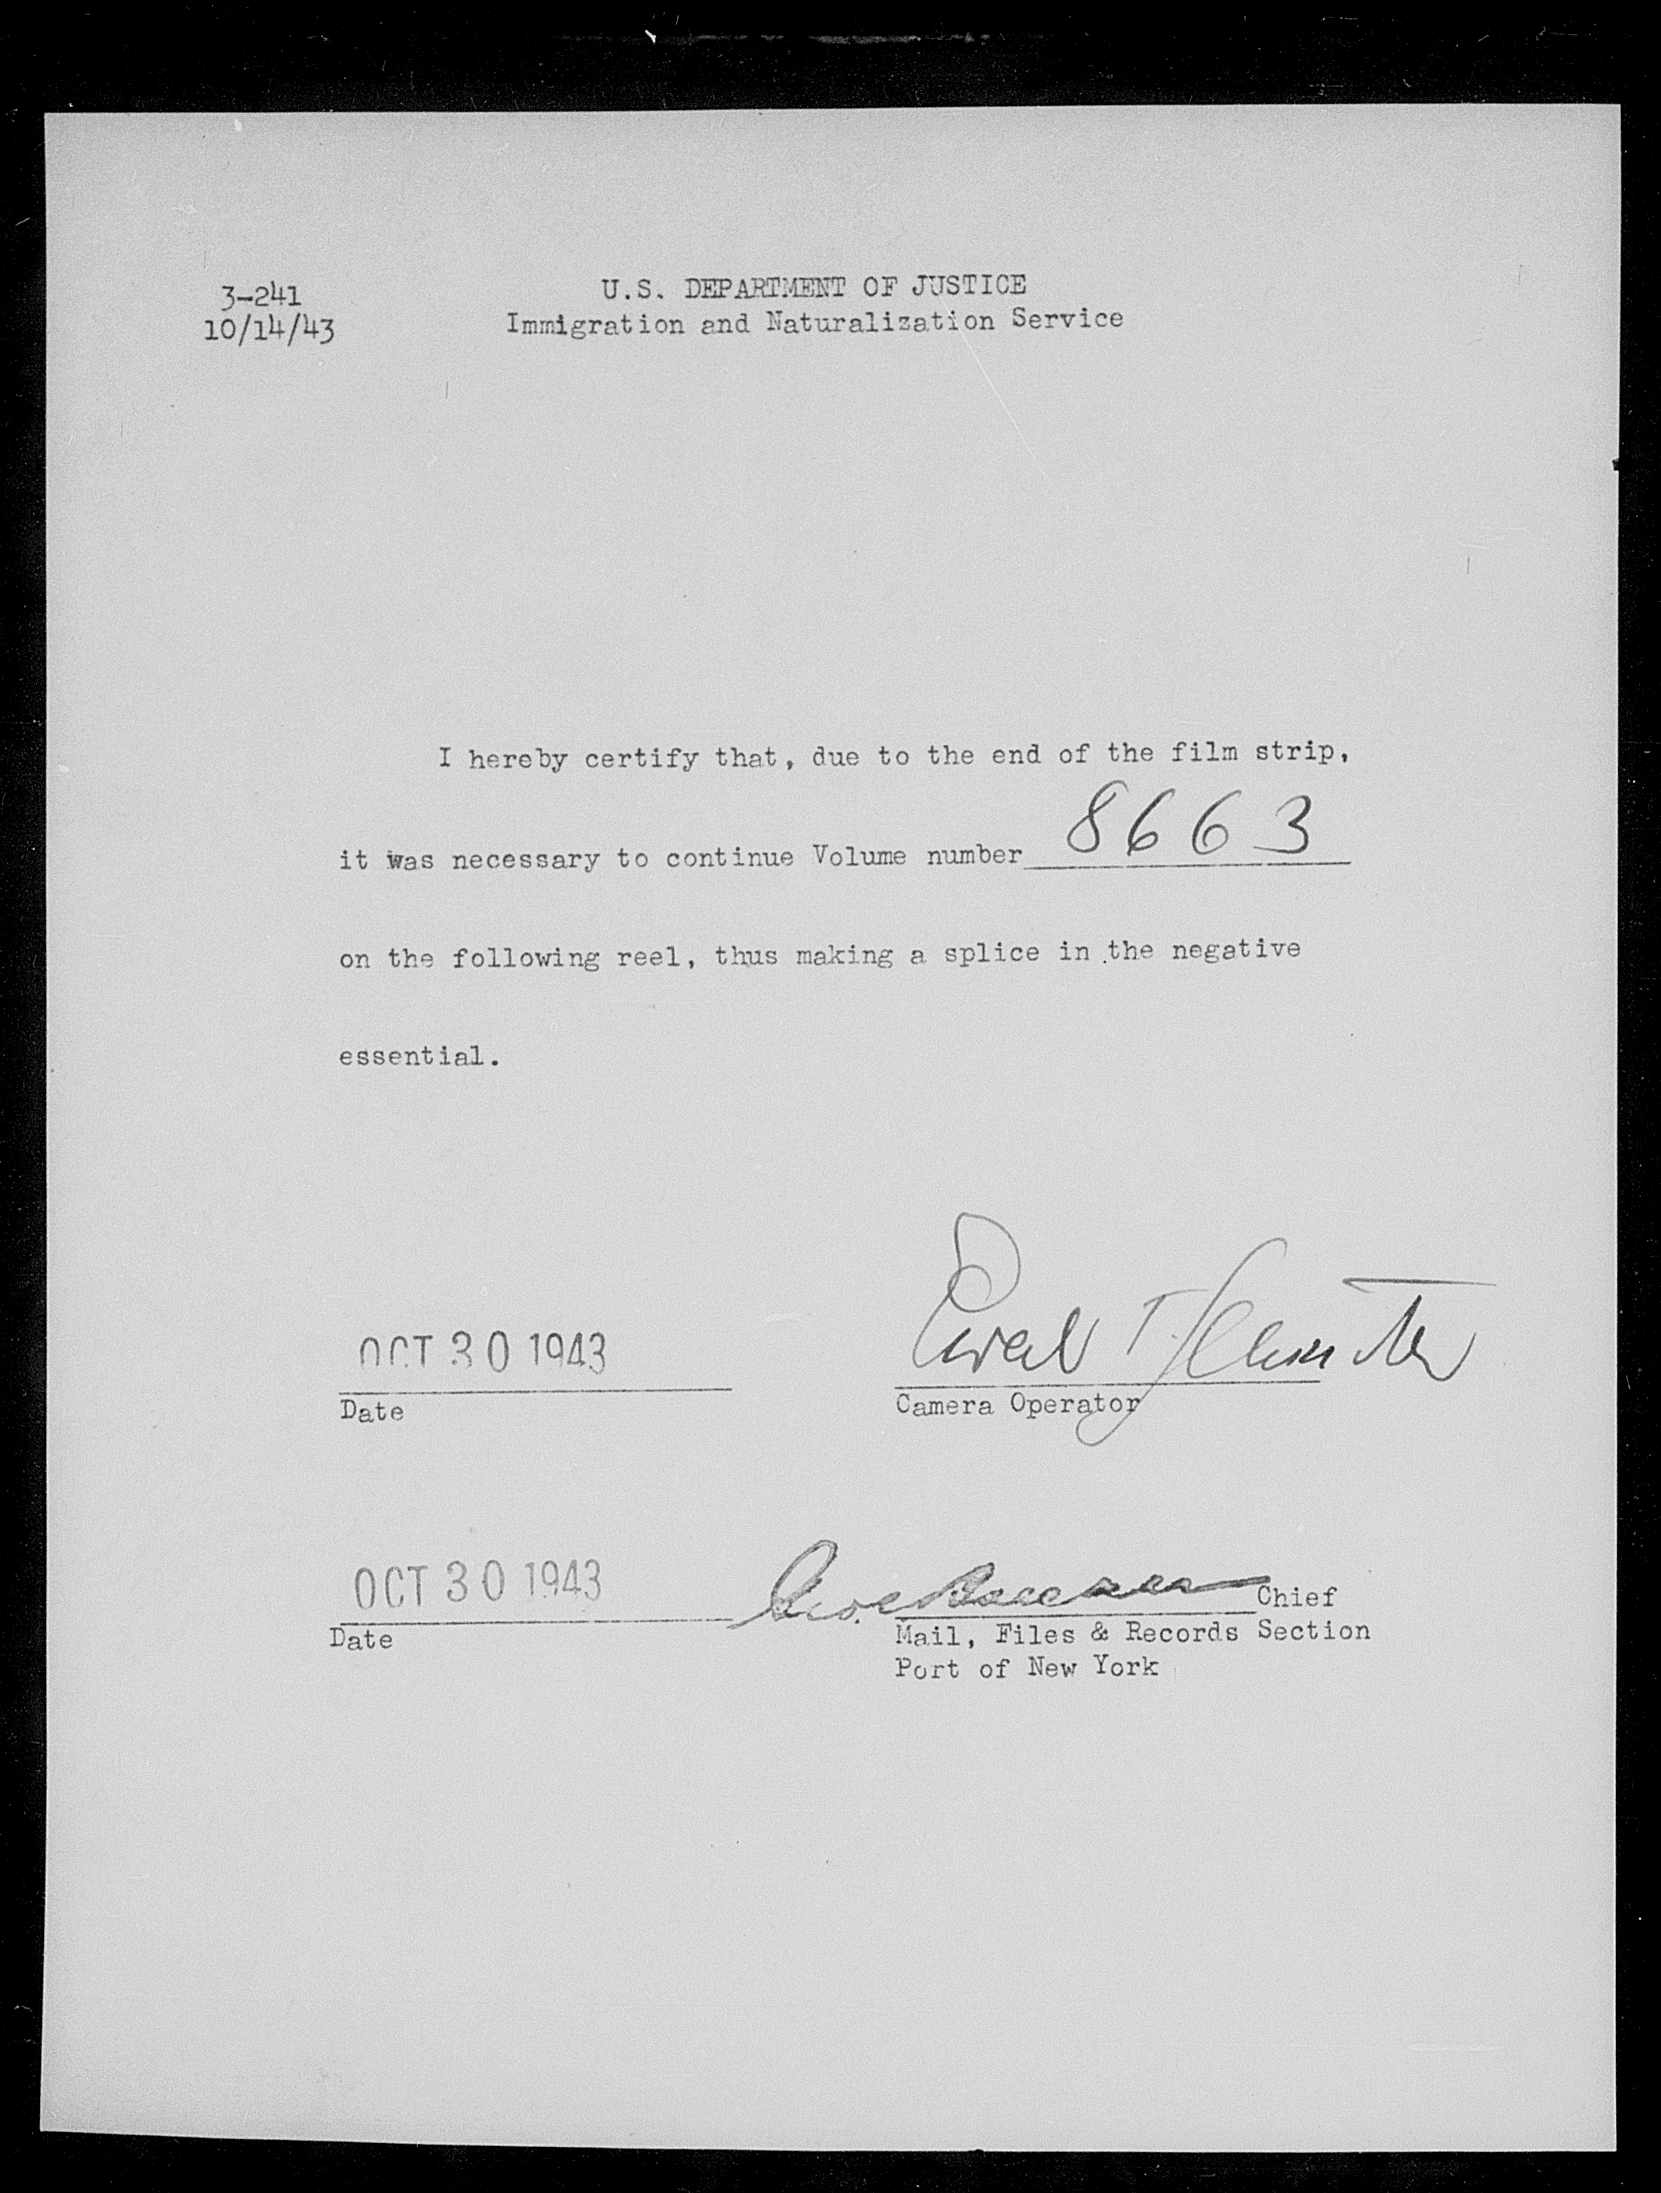 3-241
10/14/43
U.S. DEPARTMENT OF JUSTICE
Immigration and Naturalization Service
I hereby certify that, due to the end of the film strip,
it was necessary to continue Volume number 8663
on the following reel, thus making a splice in the negative
essential.
OCT 30 1943
Date
Camera Operator
OCT 30 1943
Date
Chief
Mail, Files & Records Section
Port of New York